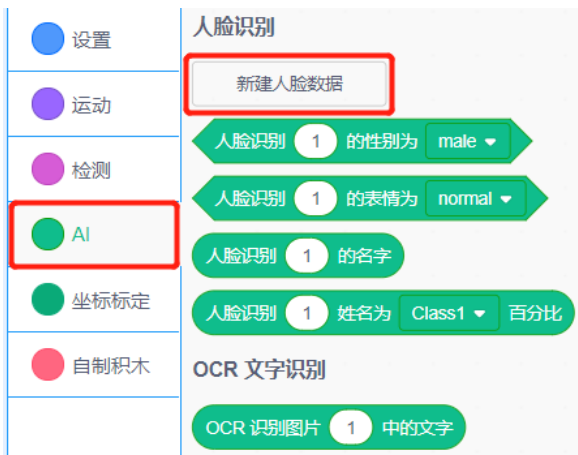 设置
运动
检测
AI
坐标标定
自制积木
人脸识别
新建人脸数据
人脸识别 1 的性别为 male
人脸识别 1 的表情为 normal
人脸识别 1 的名字
人脸识别 1 姓名为 Class1 百分比
OCR 文字识别
OCR 识别图片 1 中的文字